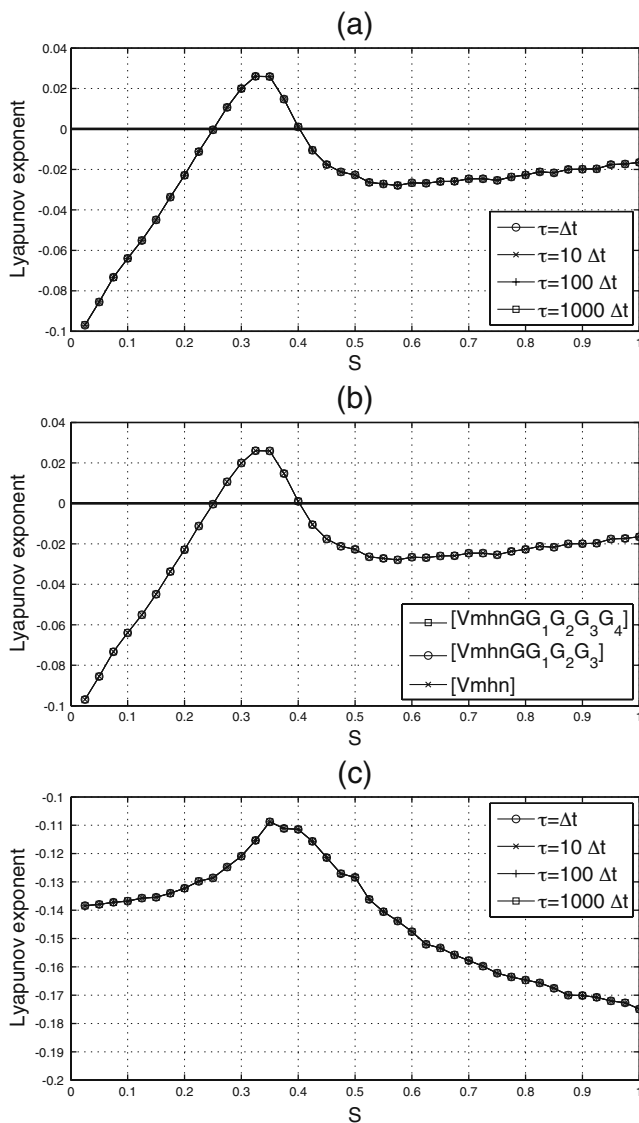 (a)
0.04
0.02
0
-0.02
-0.04
-0.06
-0.08
-0.1
Lyapunov exponent
τ=Δt
τ=10 Δt
τ=100 Δt
τ=1000 Δt
0 0.1 0.2 0.3 0.4 0.5 0.6 0.7 0.8 0.9 1
S
(b)
0.04
0.02
0
-0.02
-0.04
-0.06
-0.08
-0.1
Lyapunov exponent
[VmhnGG₁G₂G₃G₄]
[VmhnGG₁G₂G₃]
[Vmhn]
0 0.1 0.2 0.3 0.4 0.5 0.6 0.7 0.8 0.9 1
S
(c)
-0.1
-0.11
-0.12
-0.13
-0.14
-0.15
-0.16
-0.17
-0.18
-0.19
-0.2
Lyapunov exponent
τ=Δt
τ=10 Δt
τ=100 Δt
τ=1000 Δt
0 0.1 0.2 0.3 0.4 0.5 0.6 0.7 0.8 0.9 1
S